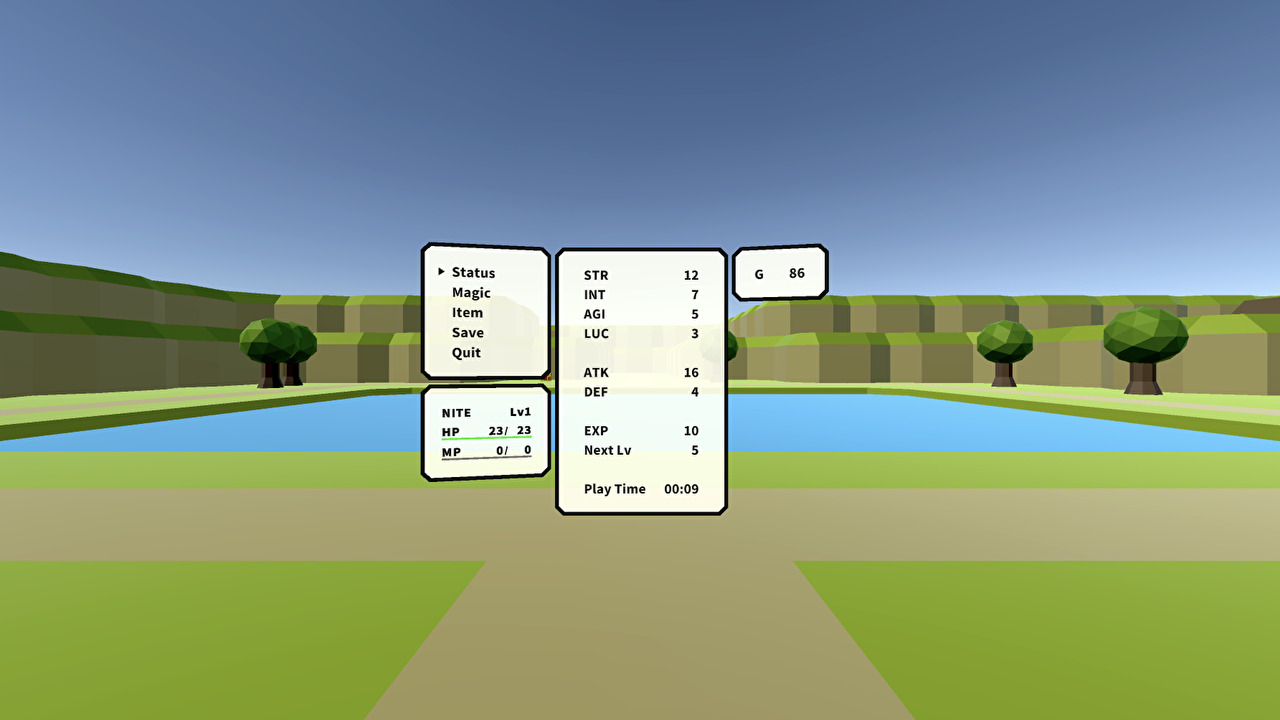 Status
Magic
Item
Save
Quit
NITE Lv1
HP 23/ 23
MP 0/ 0
STR 12
INT 7
AGI 5
LUC 3
ATK 16
DEF 4
EXP 10
Next Lv 5
Play Time 00:09
G 86